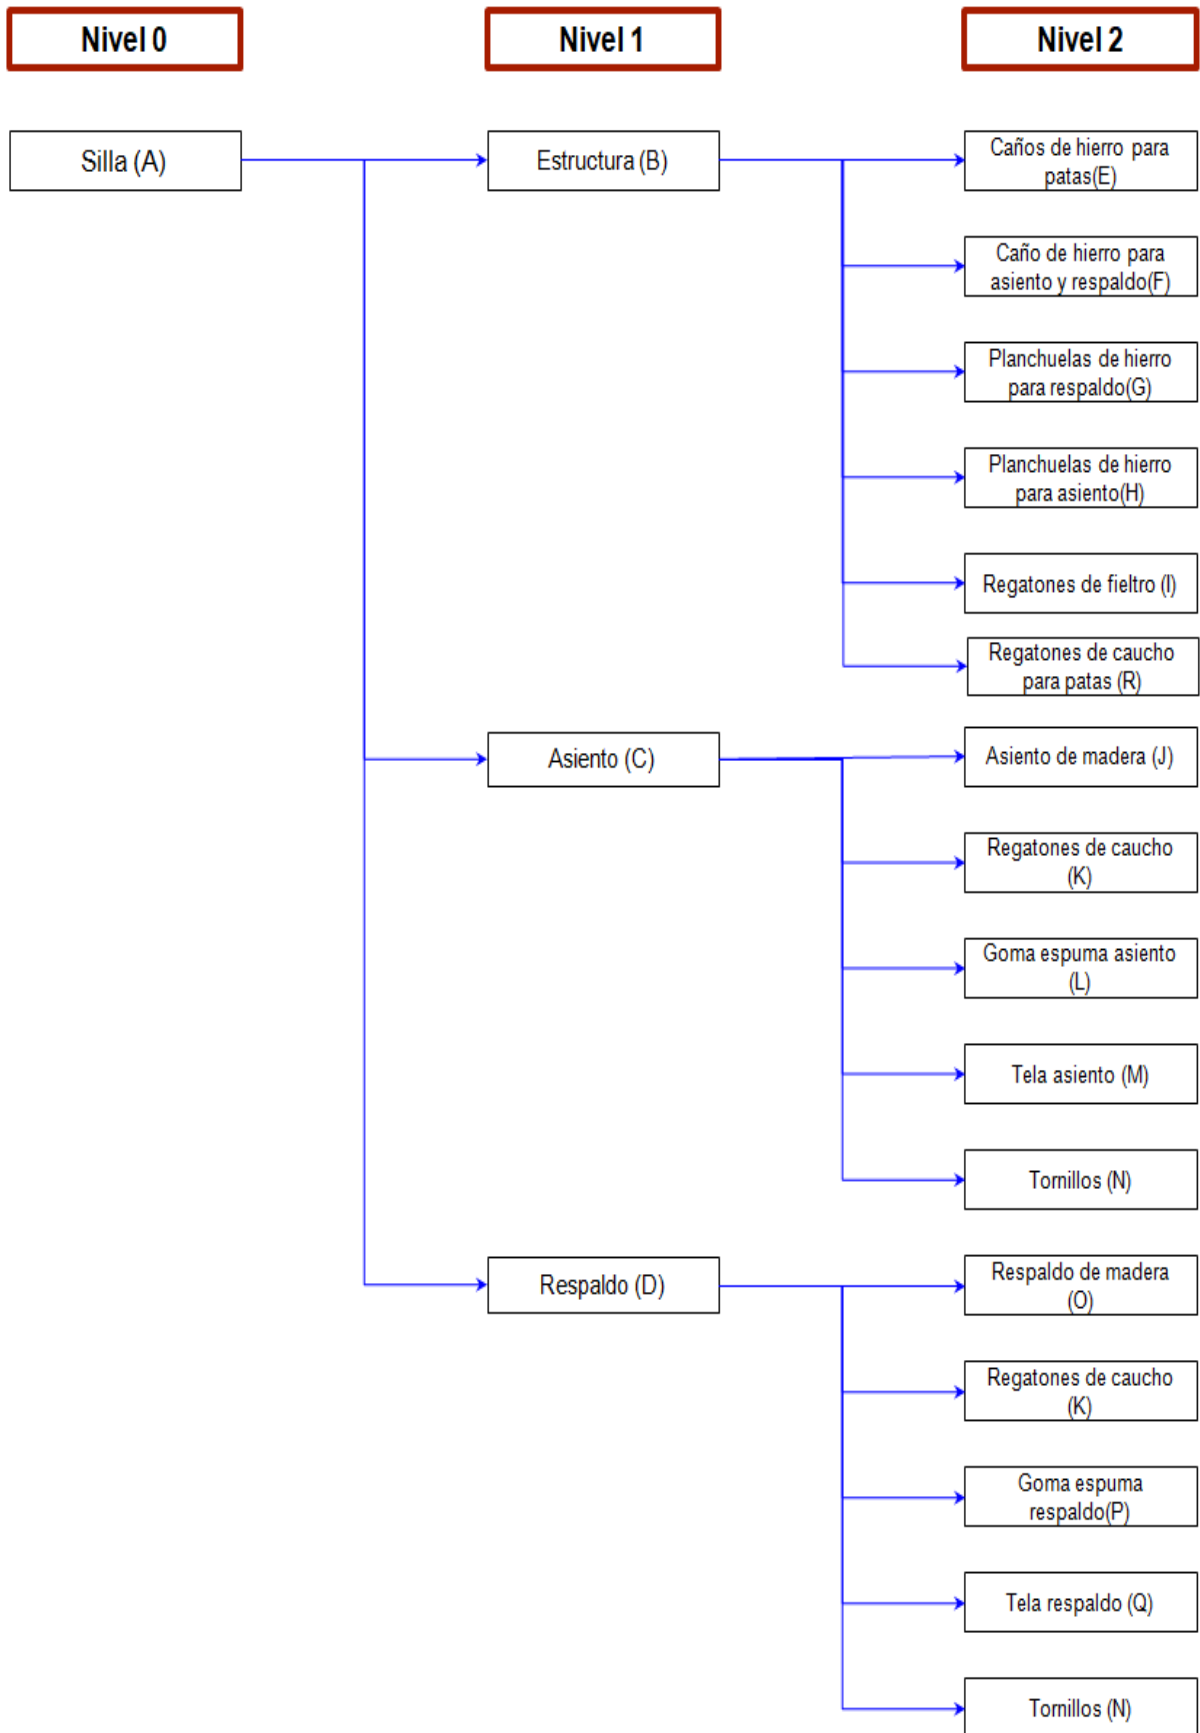 Nivel 0
Nivel 1
Nivel 2
Silla (A)
Estructura (B)
Caños de hierro para
patas(E)
Caño de hierro para
asiento y respaldo(F)
Planchuelas de hierro
para respaldo(G)
Planchuelas de hierro
para asiento(H)
Regatones de fieltro (I)
Regatones de caucho
para patas (R)
Asiento (C)
Asiento de madera (J)
Regatones de caucho
(K)
Goma espuma asiento
(L)
Tela asiento (M)
Tornillos (N)
Respaldo (D)
Respaldo de madera
(O)
Regatones de caucho
(K)
Goma espuma
respaldo(P)
Tela respaldo (Q)
Tornillos (N)